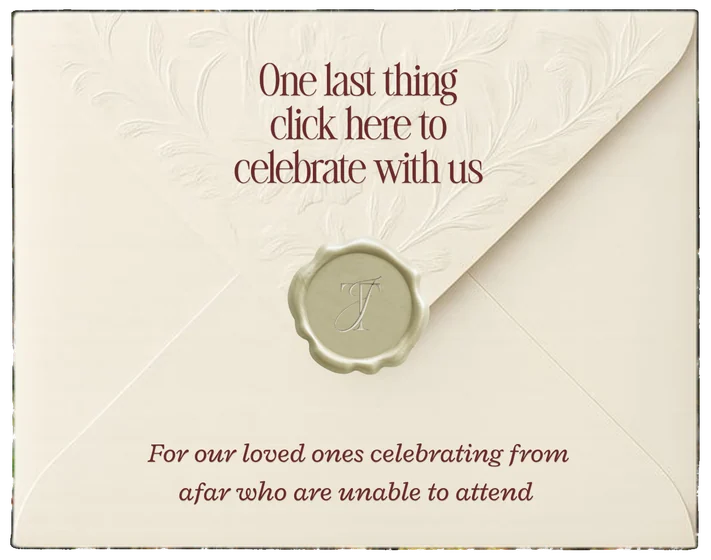 One last thing
click here to
celebrate with us
For our loved ones celebrating from
afar who are unable to attend